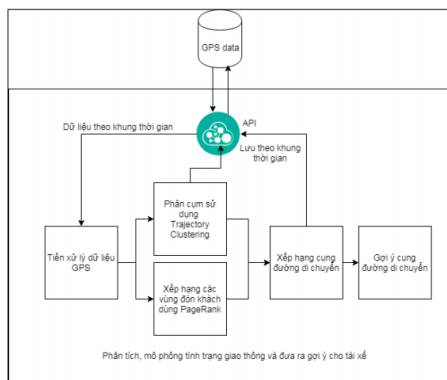 GPS data
API
Dữ liệu theo khung thời gian
Lưu theo khung
thời gian
Phân cụm sử
dụng
Trajectory
Clustering
Tiền xử lý dữ liệu
GPS
Xếp hạng các
vùng đón khách
dùng PageRank
Xếp hạng cung
đường di chuyển
Gợi ý cung
đường di chuyển
Phân tích, mô phỏng tình trạng giao thông và đưa ra gợi ý cho tài xế